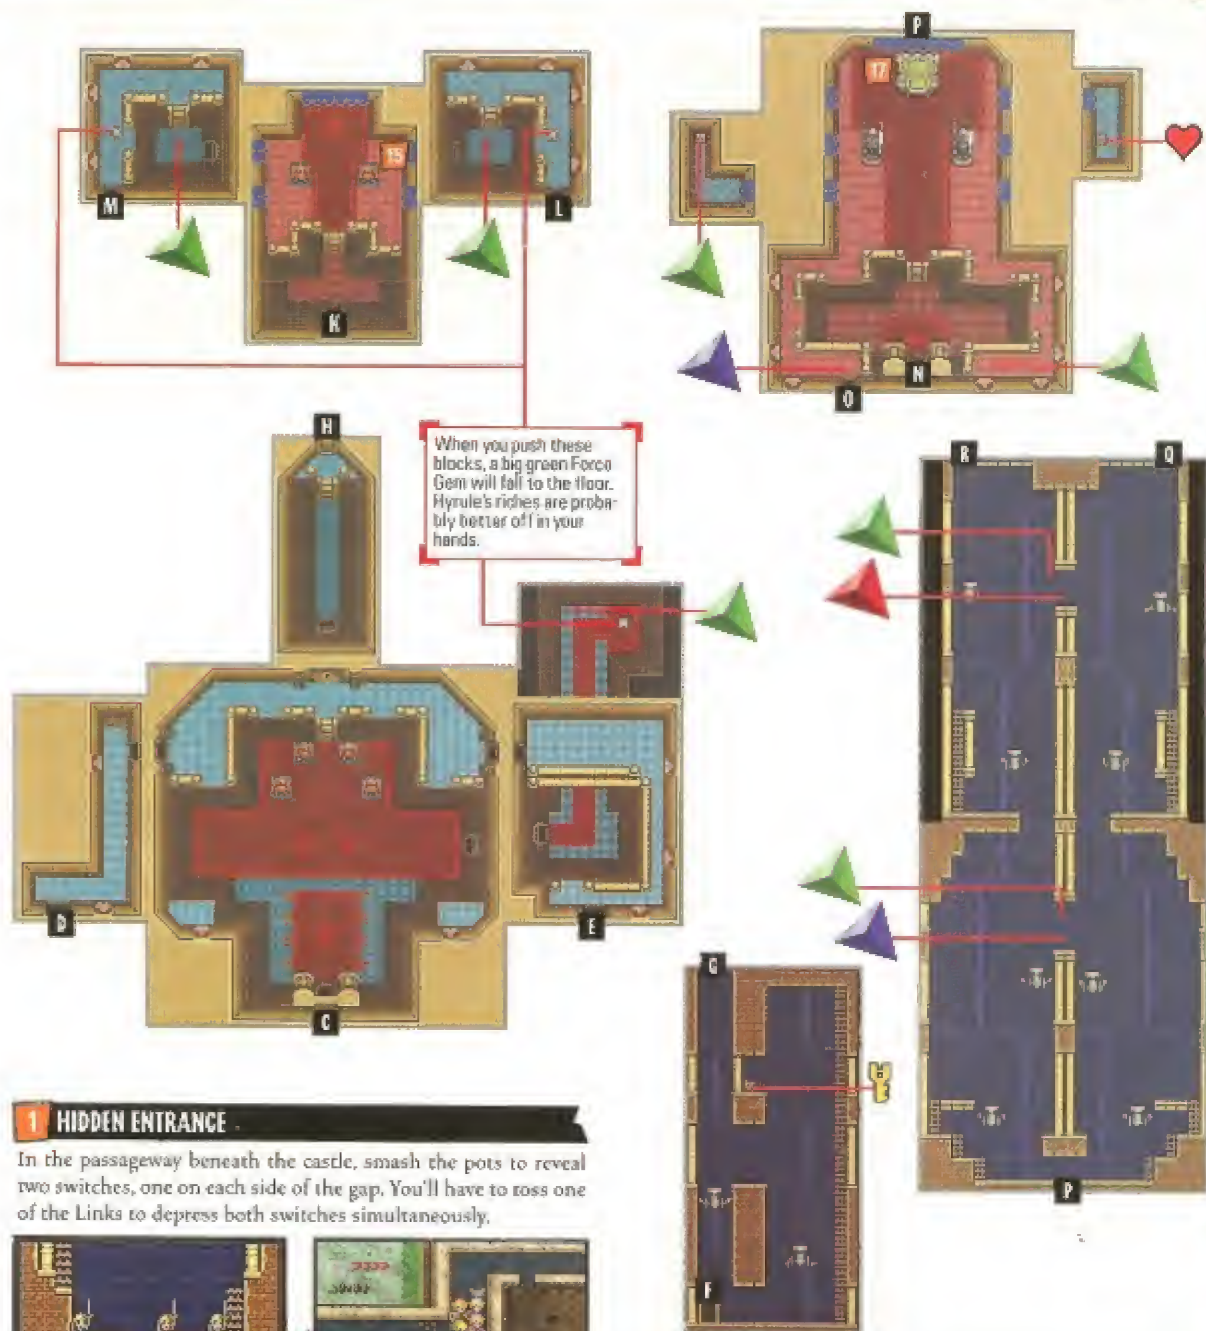 P
17
15
M
L
K
N
O
H
R
Q
When you push these
blocks, a big green Force
Gem will fall to the floor.
Hyrule's riches are proba-
bly better off in your
hands.
D
E
C
G
F
P
1 HIDDEN ENTRANCE
In the passageway beneath the castle, smash the pots to reveal
two switches, one on each side of the gap. You'll have to toss one
of the Links to depress both switches simultaneously.